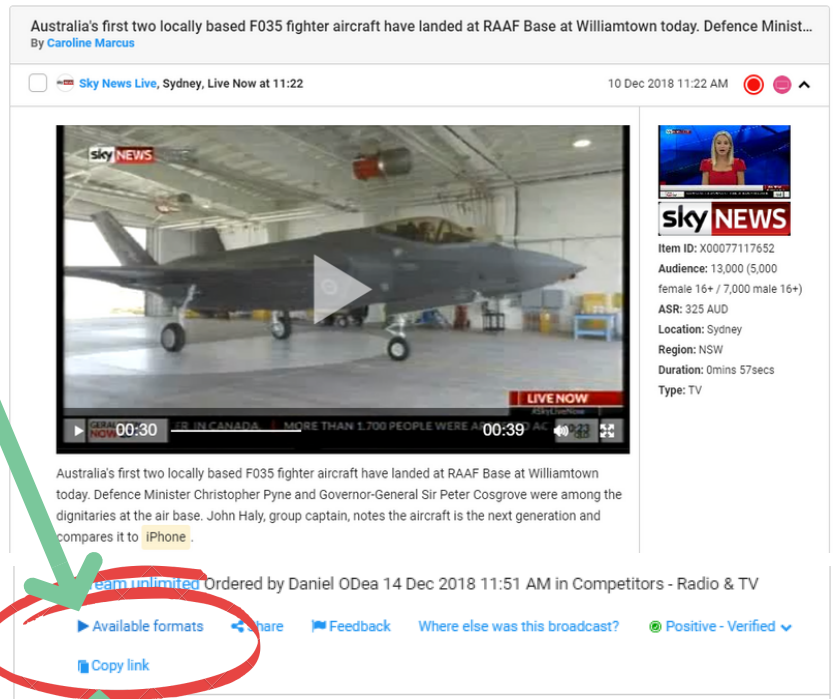 Australia's first two locally based F035 fighter aircraft have landed at RAAF Base at Williamtown today. Defence Minist...
By Caroline Marcus
Sky News Live, Sydney, Live Now at 11:22
10 Dec 2018 11:22 AM
sky NEWS
LIVE NOW
#SkyLiveNow
NOW
ER IN CANADA.
MORE THAN 1,700 PEOPLE WERE
00:30
00:39
sky NEWS
Item ID: X00077117652
Audience: 13,000 (5,000
female 16+ / 7,000 male 16+)
ASR: 325 AUD
Location: Sydney
Region: NSW
Duration: 0mins 57secs
Type: TV
Australia's first two locally based F035 fighter aircraft have landed at RAAF Base at Williamtown
today. Defence Minister Christopher Pyne and Governor-General Sir Peter Cosgrove were among the
dignitaries at the air base. John Haly, group captain, notes the aircraft is the next generation and
compares it to iPhone .
eam unlimited Ordered by Daniel ODea 14 Dec 2018 11:51 AM in Competitors - Radio & TV
Available formats
Share
Feedback
Where else was this broadcast?
Positive - Verified
Copy link